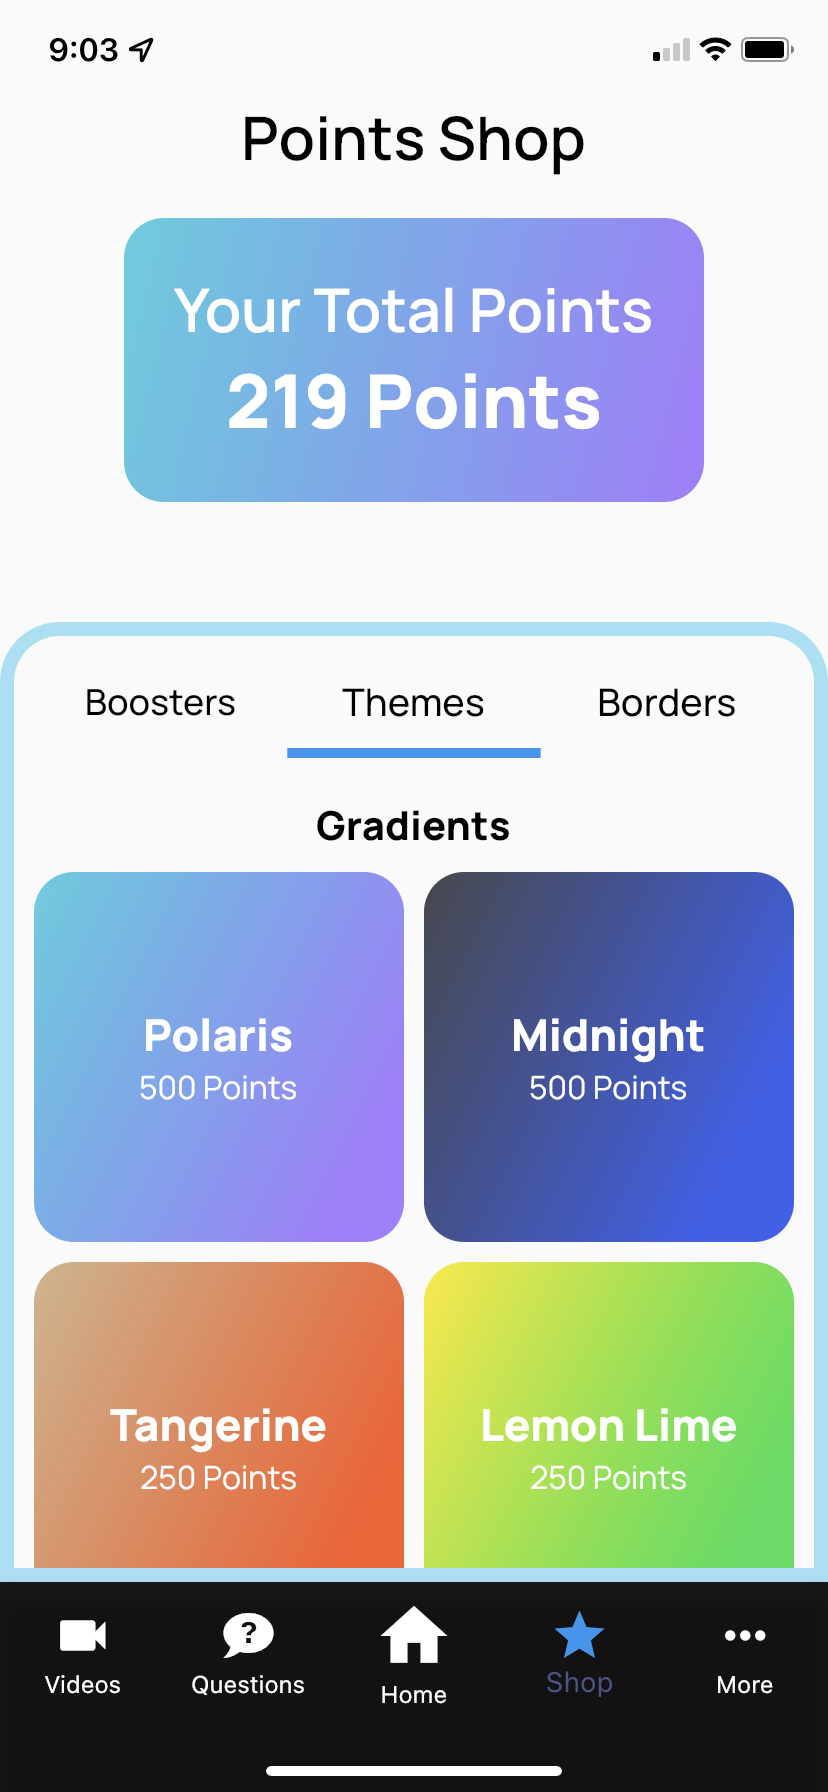 9:03
Points Shop
Your Total Points
219 Points
Boosters
Themes
Borders
Gradients
Polaris
500 Points
Midnight
500 Points
Tangerine
250 Points
Lemon Lime
250 Points
?
Videos
Questions
Home
Shop
More